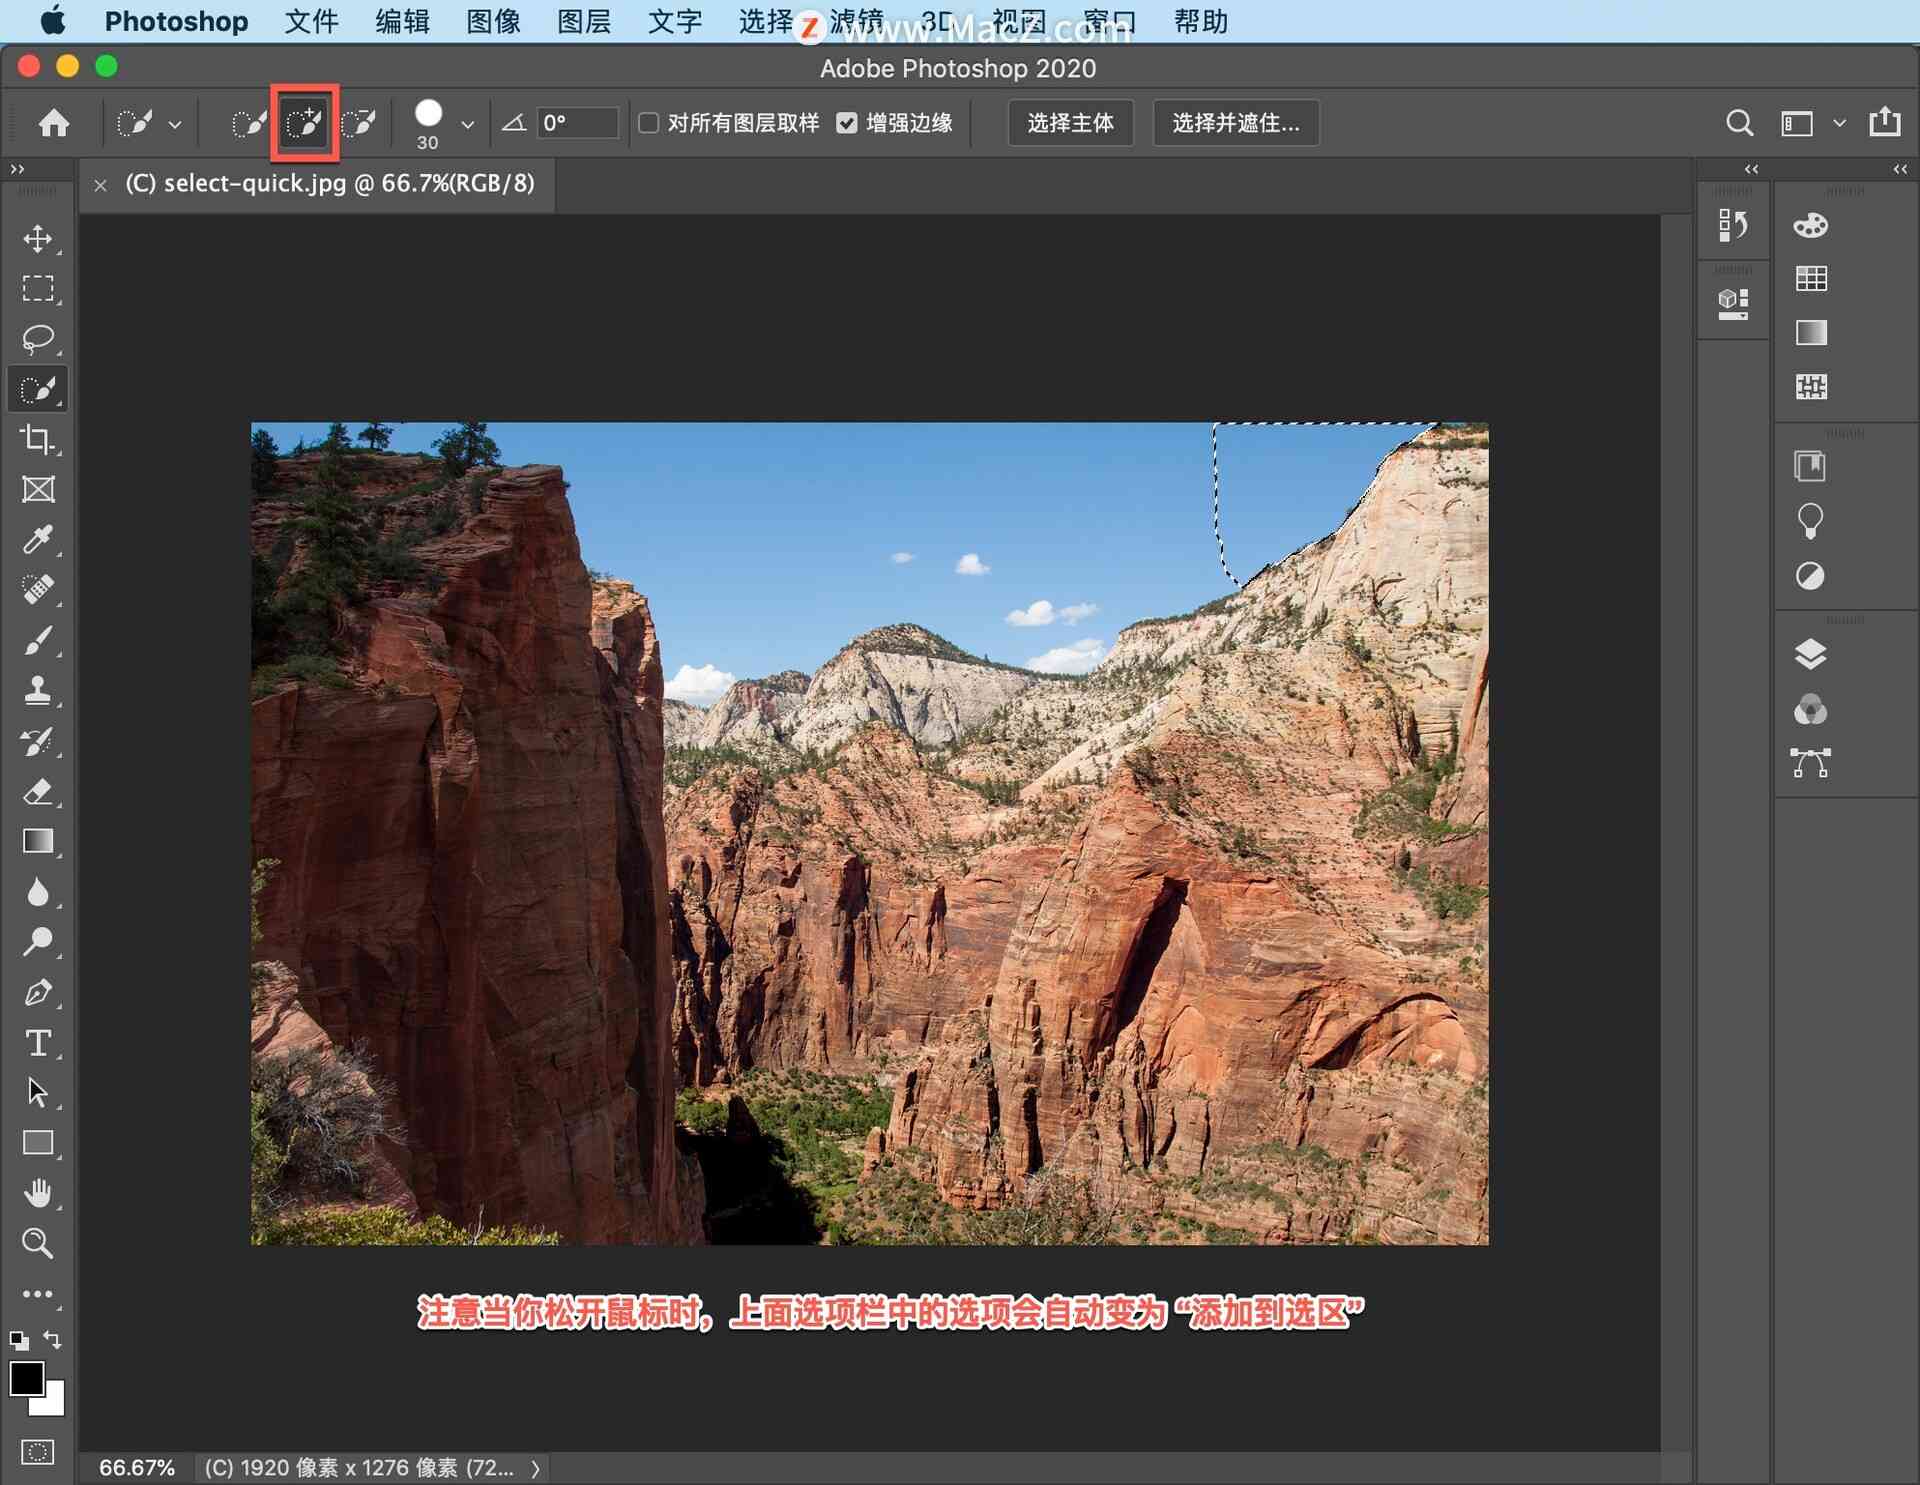 Photoshop 文件 编辑 图像 图层 文字 选择 滤镜 3D 视图 窗口 帮助
Z www.MacZ.com
Adobe Photoshop 2020
30 0° 对所有图层取样 增强边缘 选择主体 选择并遮住...
(C) select-quick.jpg @ 66.7%(RGB/8)
注意当你松开鼠标时，上面选项栏中的选项会自动变为 “添加到选区”
66.67% (C) 1920 像素 x 1276 像素 (72...